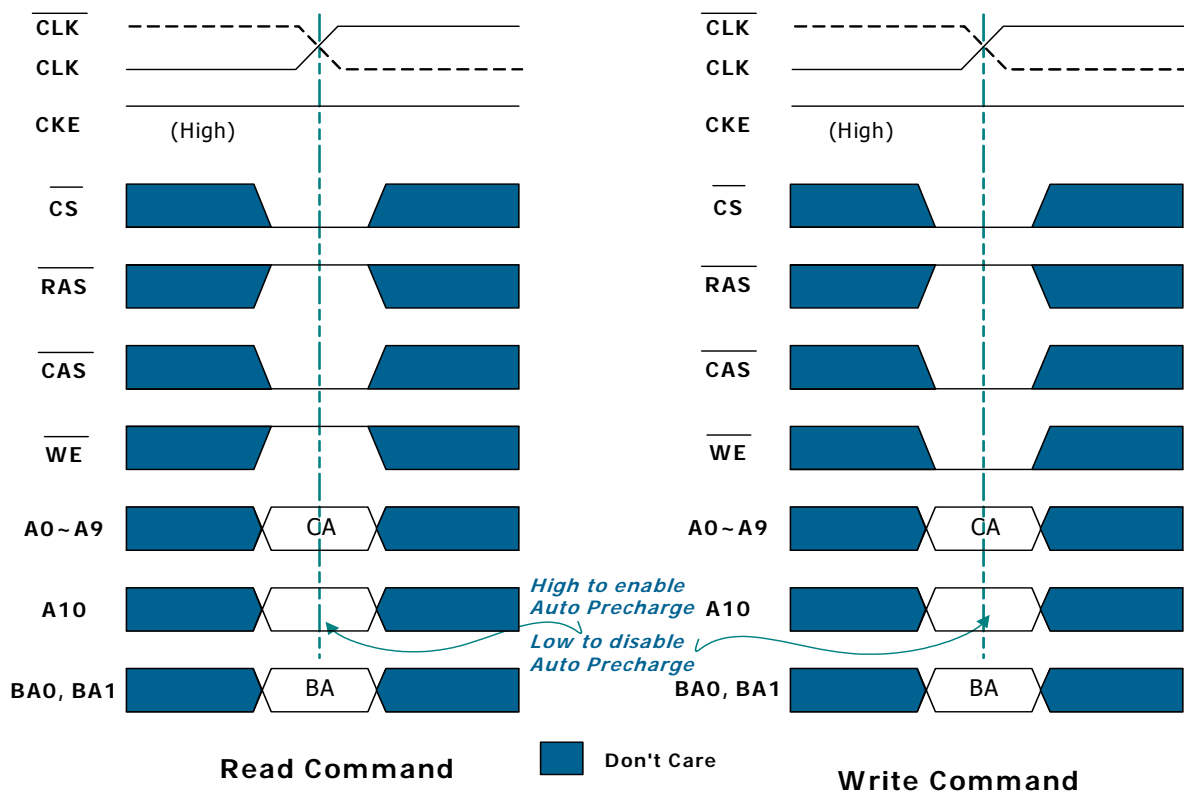 CLK
CLK
CKE
(High)
CS
RAS
CAS
WE
A0~A9
CA
A10
BA0, BA1
BA
Read Command
High to enable
Auto Precharge
Low to disable
Auto Precharge
Don't Care
CLK
CLK
CKE
(High)
CS
RAS
CAS
WE
A0~A9
CA
A10
BA0, BA1
BA
Write Command